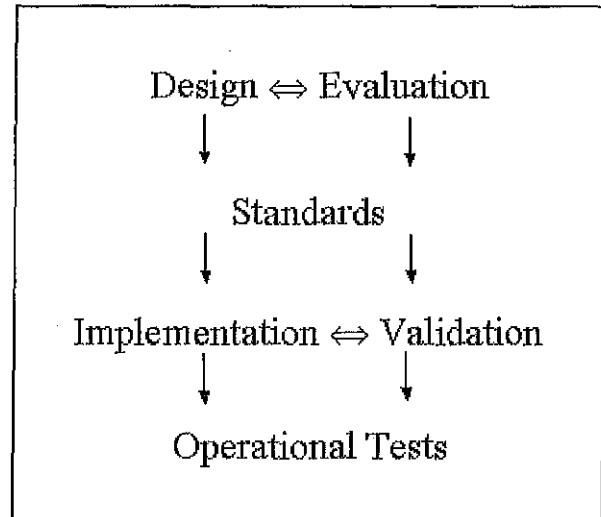 Design ⇔ Evaluation
Standards
Implementation ⇔ Validation
Operational Tests